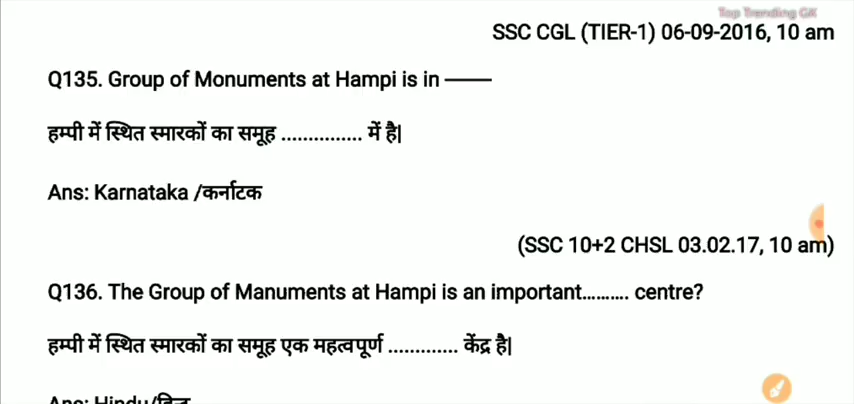 Top Trending GK
SSC CGL (TIER-1) 06-09-2016, 10 am
Q135. Group of Monuments at Hampi is in ———
हम्पी में स्थित स्मारकों का समूह ............... में है|
Ans: Karnataka /कर्नाटक
(SSC 10+2 CHSL 03.02.17, 10 am)
Q136. The Group of Manuments at Hampi is an important.......... centre?
हम्पी में स्थित स्मारकों का समूह एक महत्वपूर्ण ............. केंद्र है|
Ans: Hindu/हिन्दू